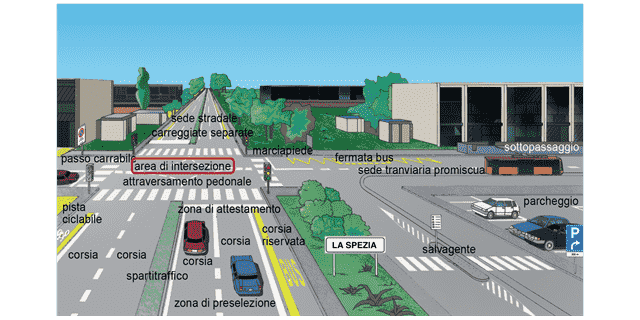 sede stradale
carreggiate separate
marciapiede
sottopassaggio
passo carrabile
fermata bus
area di intersezione
sede tranviaria promiscua
attraversamento pedonale
pista
ciclabile
zona di attestamento
parcheggio
corsia
riservata
corsia
LA SPEZIA
salvagente
corsia
corsia
corsia
spartitraffico
zona di preselezione
P